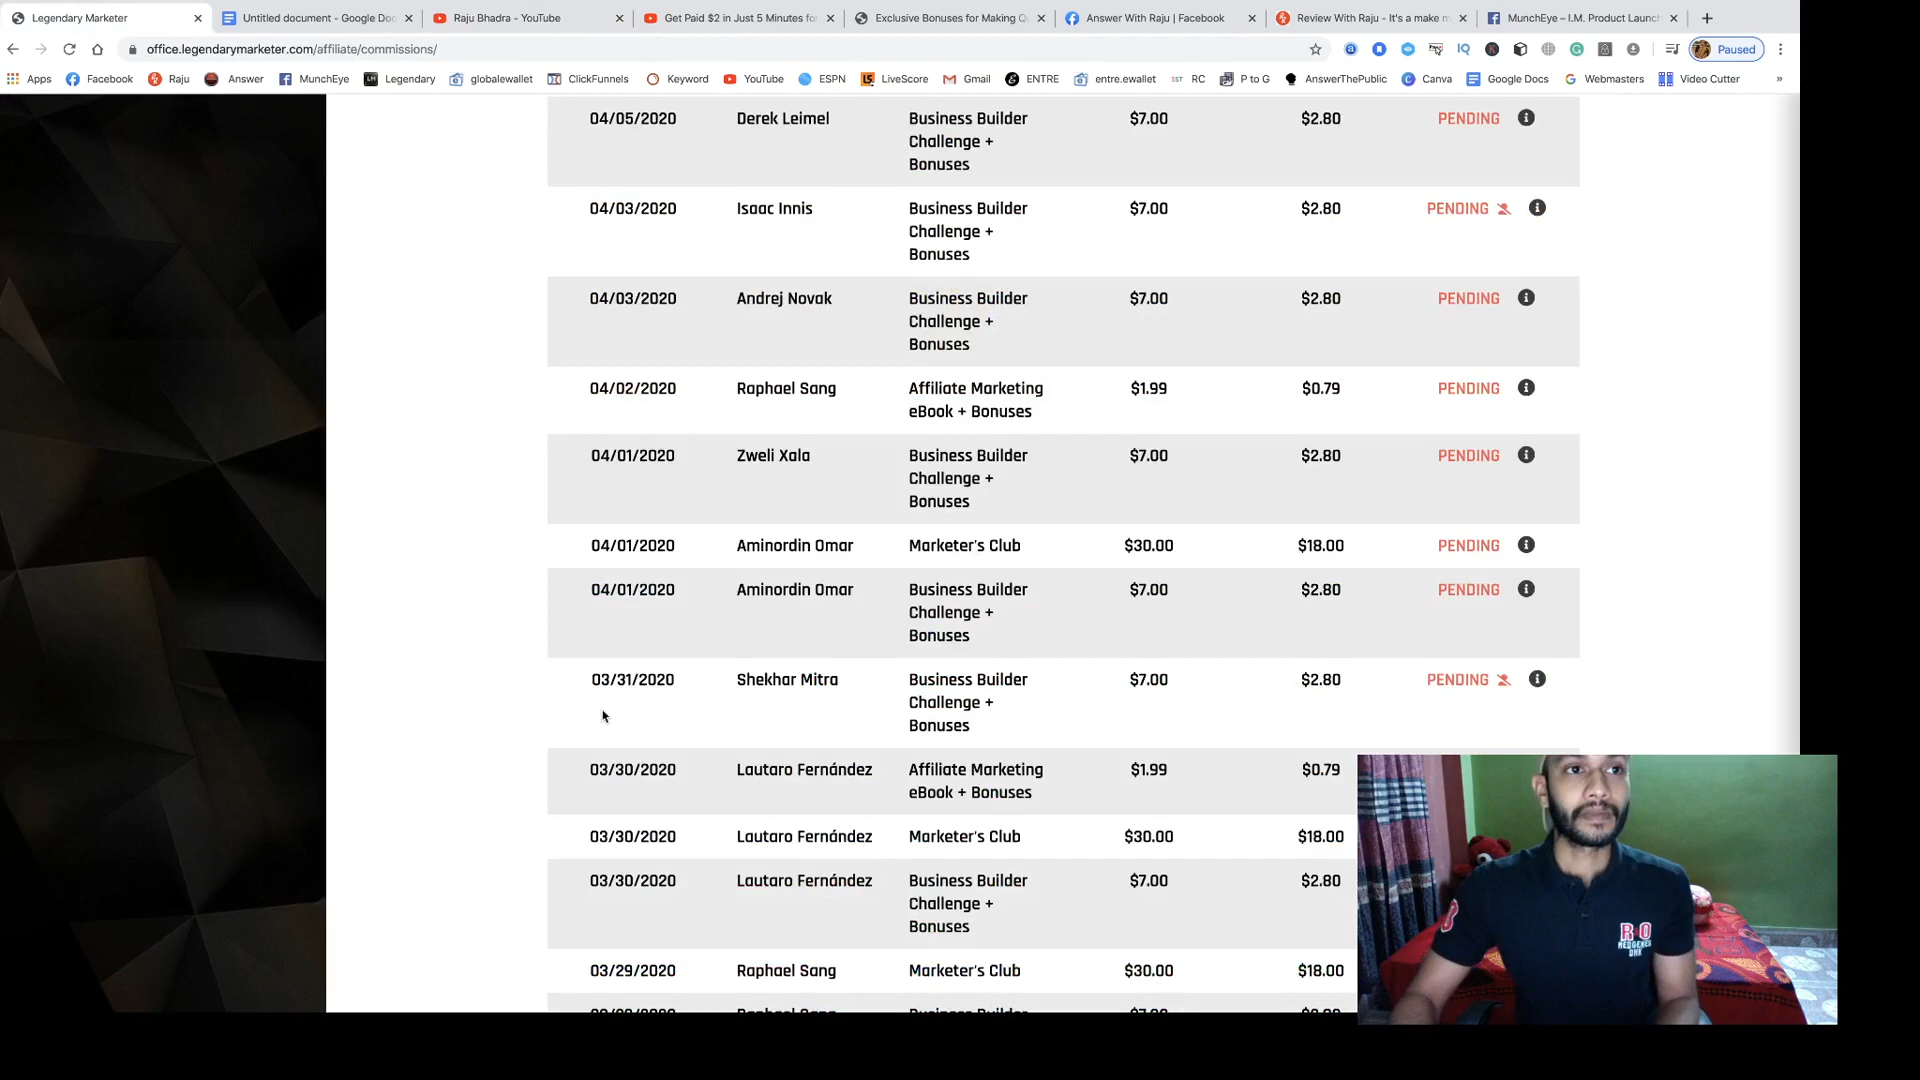 Legendary Marketer
Untitled document - Google Doc
Raju Bhadra - YouTube
Get Paid $2 in Just 5 Minutes fo
Exclusive Bonuses for Making Q
Answer With Raju | Facebook
Review With Raju - It's a make m
MunchEye – I.M. Product Launch
office.legendarymarketer.com/affiliate/commissions/
Paused
Apps Facebook Raju Answer MunchEye Legendary globalewallet ClickFunnels Keyword YouTube ESPN LiveScore Gmail ENTRE entre.ewallet RC P to G AnswerThePublic Canva Google Docs Webmasters Video Cutter »
04/05/2020 Derek Leimel Business Builder $7.00 $2.80 PENDING
Challenge +
Bonuses
04/03/2020 Isaac Innis Business Builder $7.00 $2.80 PENDING
Challenge +
Bonuses
04/03/2020 Andrej Novak Business Builder $7.00 $2.80 PENDING
Challenge +
Bonuses
04/02/2020 Raphael Sang Affiliate Marketing $1.99 $0.79 PENDING
eBook + Bonuses
04/01/2020 Zweli Xala Business Builder $7.00 $2.80 PENDING
Challenge +
Bonuses
04/01/2020 Aminordin Omar Marketer's Club $30.00 $18.00 PENDING
04/01/2020 Aminordin Omar Business Builder $7.00 $2.80 PENDING
Challenge +
Bonuses
03/31/2020 Shekhar Mitra Business Builder $7.00 $2.80 PENDING
Challenge +
Bonuses
03/30/2020 Lautaro Fernández Affiliate Marketing $1.99 $0.79
eBook + Bonuses
03/30/2020 Lautaro Fernández Marketer's Club $30.00 $18.00
03/30/2020 Lautaro Fernández Business Builder $7.00 $2.80
Challenge +
Bonuses
03/29/2020 Raphael Sang Marketer's Club $30.00 $18.00